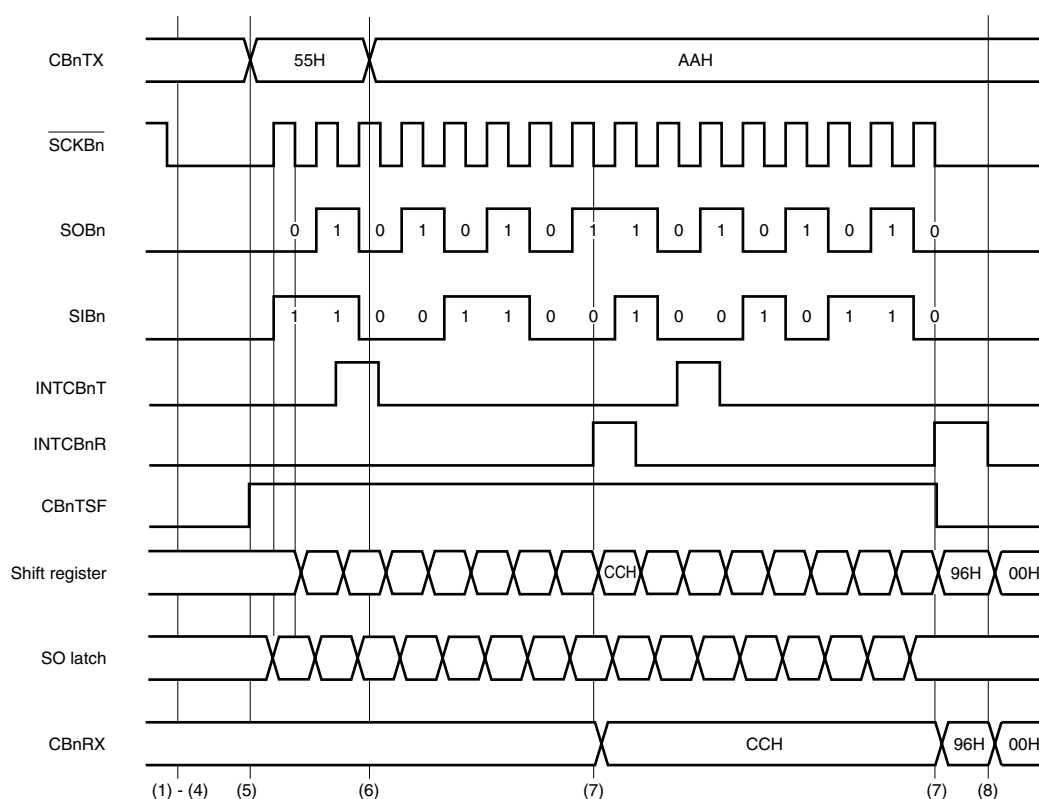 CBnTX 55H AAH
SCKBn
SOBn 0 1 0 1 0 1 0 1 1 0 1 0 1 0 1 0
SIBn 1 1 0 0 1 1 0 0 1 0 0 1 0 1 1 0
INTCBnT
INTCBnR
CBnTSF
Shift register CCH 96H 00H
SO latch
CBnRX CCH 96H 00H
(1) - (4) (5) (6) (7) (7) (8)